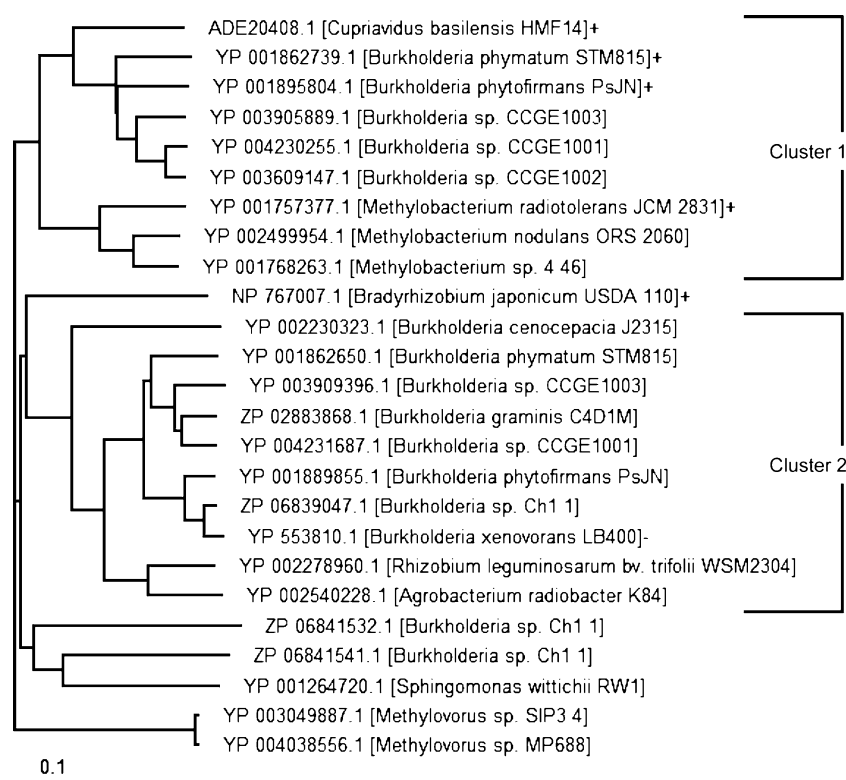 ADE20408.1 [Cupriavidus basilensis HMF14]+
YP 001862739.1 [Burkholderia phymatum STM815]+
YP 001895804.1 [Burkholderia phytofirmans PsJN]+
YP 003905889.1 [Burkholderia sp. CCGE1003]
YP 004230255.1 [Burkholderia sp. CCGE1001]
Cluster 1
YP 003609147.1 [Burkholderia sp. CCGE1002]
YP 001757377.1 [Methylobacterium radiotolerans JCM 2831]+
YP 002499954.1 [Methylobacterium nodulans ORS 2060]
YP 001768263.1 [Methylobacterium sp. 4 46]
NP 767007.1 [Bradyrhizobium japonicum USDA 110]+
YP 002230323.1 [Burkholderia cenocepacia J2315]
YP 001862650.1 [Burkholderia phymatum STM815]
YP 003909396.1 [Burkholderia sp. CCGE1003]
ZP 02883868.1 [Burkholderia graminis C4D1M]
YP 004231687.1 [Burkholderia sp. CCGE1001]
Cluster 2
YP 001889855.1 [Burkholderia phytofirmans PsJN]
ZP 06839047.1 [Burkholderia sp. Ch1 1]
YP 553810.1 [Burkholderia xenovorans LB400]-
YP 002278960.1 [Rhizobium leguminosarum bv. trifolii WSM2304]
YP 002540228.1 [Agrobacterium radiobacter K84]
ZP 06841532.1 [Burkholderia sp. Ch1 1]
ZP 06841541.1 [Burkholderia sp. Ch1 1]
YP 001264720.1 [Sphingomonas wittichii RW1]
YP 003049887.1 [Methylovorus sp. SIP3 4]
YP 004038556.1 [Methylovorus sp. MP688]
0.1